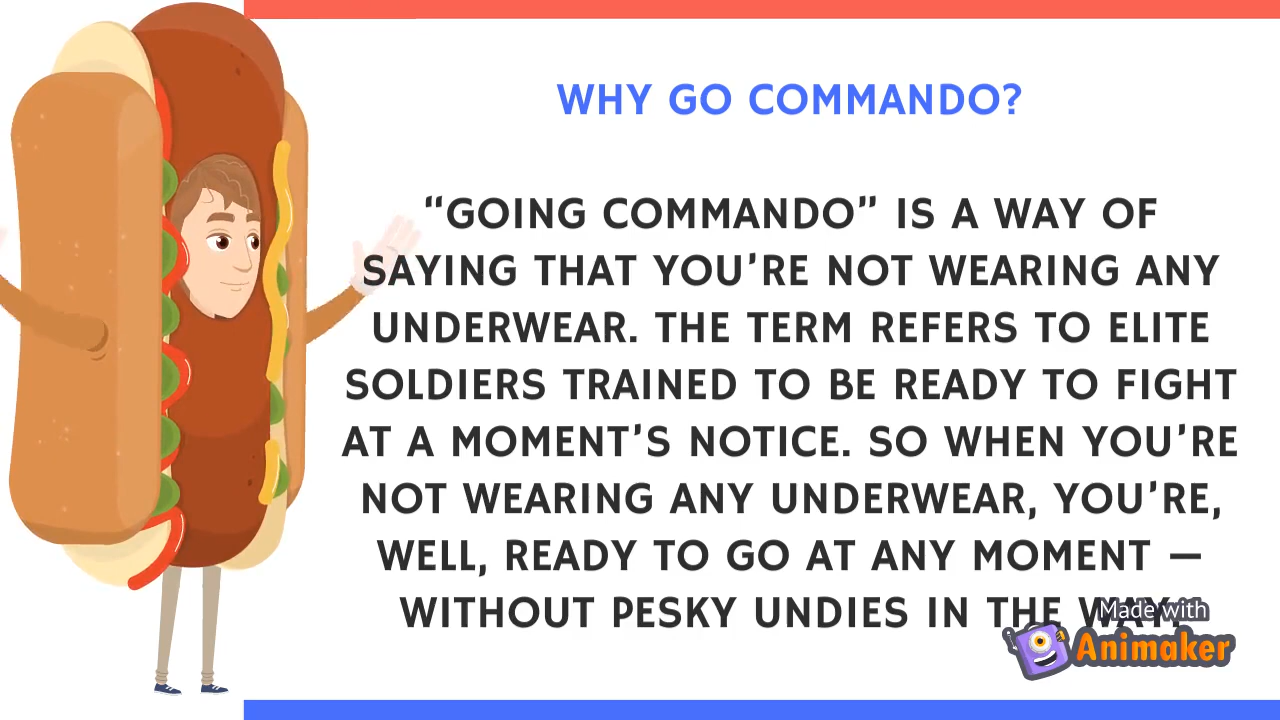 WHY GO COMMANDO?
“GOING COMMANDO” IS A WAY OF
SAYING THAT YOU’RE NOT WEARING ANY
UNDERWEAR. THE TERM REFERS TO ELITE
SOLDIERS TRAINED TO BE READY TO FIGHT
AT A MOMENT’S NOTICE. SO WHEN YOU’RE
NOT WEARING ANY UNDERWEAR, YOU’RE,
WELL, READY TO GO AT ANY MOMENT —
WITHOUT PESKY UNDIES IN THE WAY.
Made with
Animaker